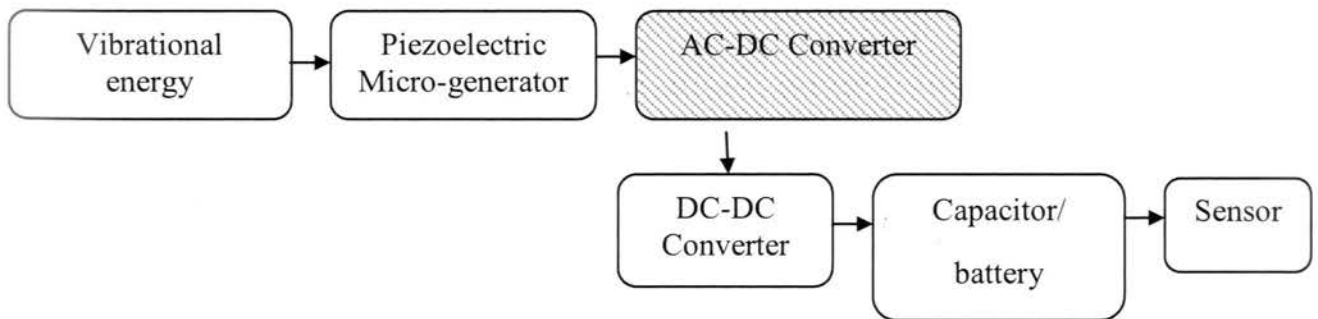 Vibrational
energy
Piezoelectric
Micro-generator
AC-DC Converter
DC-DC
Converter
Capacitor/
battery
Sensor